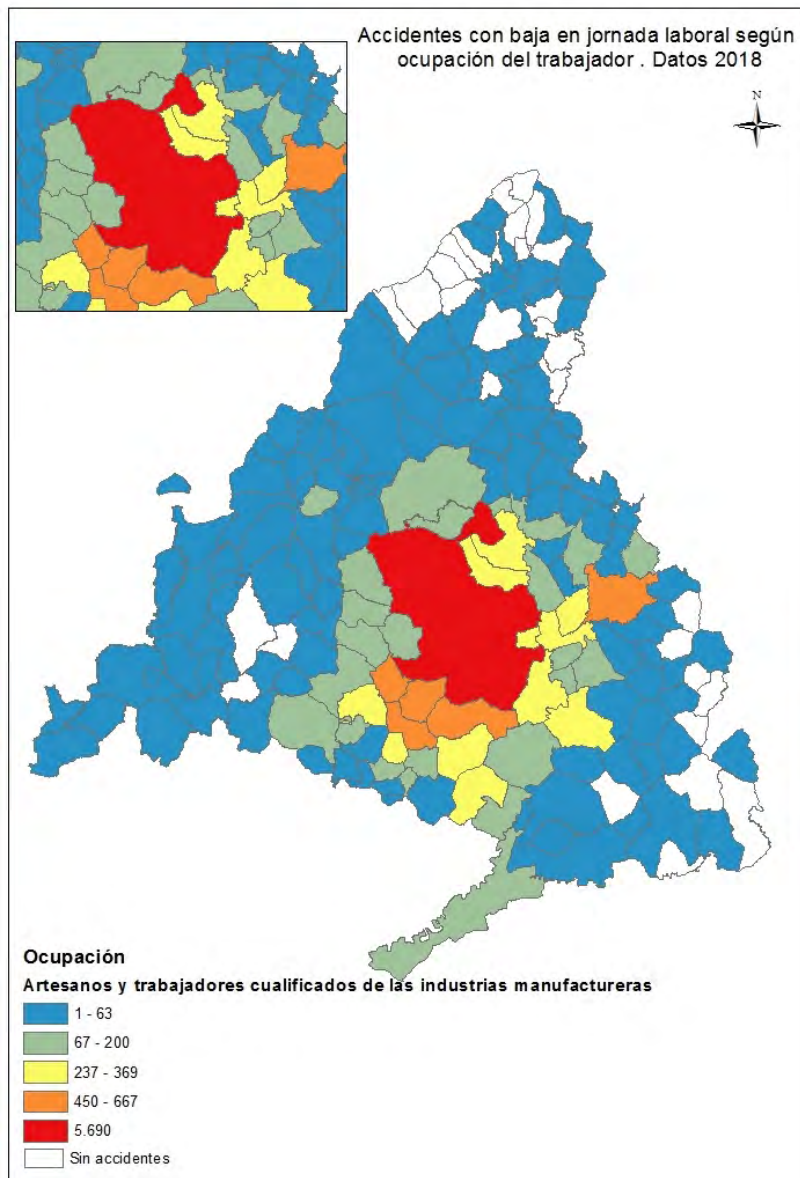 Accidentes con baja en jornada laboral según
ocupación del trabajador . Datos 2018
N
Ocupación
Artesanos y trabajadores cualificados de las industrias manufactureras
1 - 63
67 - 200
237 - 369
450 - 667
5.690
Sin accidentes